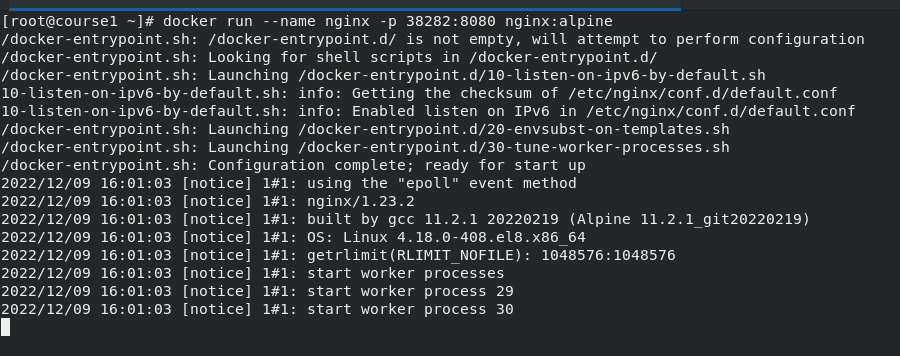 [root@course1 ~]# docker run --name nginx -p 38282:8080 nginx:alpine
/docker-entrypoint.sh: /docker-entrypoint.d/ is not empty, will attempt to perform configuration
/docker-entrypoint.sh: Looking for shell scripts in /docker-entrypoint.d/
/docker-entrypoint.sh: Launching /docker-entrypoint.d/10-listen-on-ipv6-by-default.sh
10-listen-on-ipv6-by-default.sh: info: Getting the checksum of /etc/nginx/conf.d/default.conf
10-listen-on-ipv6-by-default.sh: info: Enabled listen on IPv6 in /etc/nginx/conf.d/default.conf
/docker-entrypoint.sh: Launching /docker-entrypoint.d/20-envsubst-on-templates.sh
/docker-entrypoint.sh: Launching /docker-entrypoint.d/30-tune-worker-processes.sh
/docker-entrypoint.sh: Configuration complete; ready for start up
2022/12/09 16:01:03 [notice] 1#1: using the "epoll" event method
2022/12/09 16:01:03 [notice] 1#1: nginx/1.23.2
2022/12/09 16:01:03 [notice] 1#1: built by gcc 11.2.1 20220219 (Alpine 11.2.1_git20220219)
2022/12/09 16:01:03 [notice] 1#1: OS: Linux 4.18.0-408.el8.x86_64
2022/12/09 16:01:03 [notice] 1#1: getrlimit(RLIMIT_NOFILE): 1048576:1048576
2022/12/09 16:01:03 [notice] 1#1: start worker processes
2022/12/09 16:01:03 [notice] 1#1: start worker process 29
2022/12/09 16:01:03 [notice] 1#1: start worker process 30